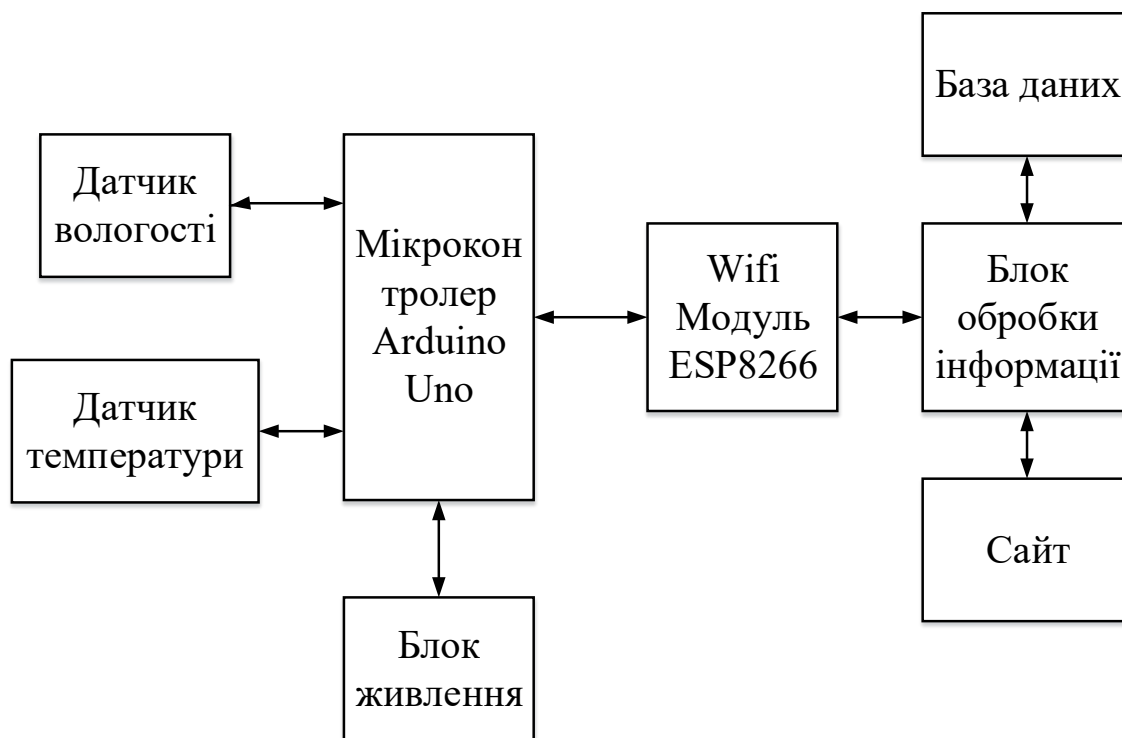 База даних
Датчик
вологості
Мікрокон
тролер
Arduino
Uno
Wifi
Модуль
ESP8266
Блок
обробки
інформації
Датчик
температури
Сайт
Блок
живлення